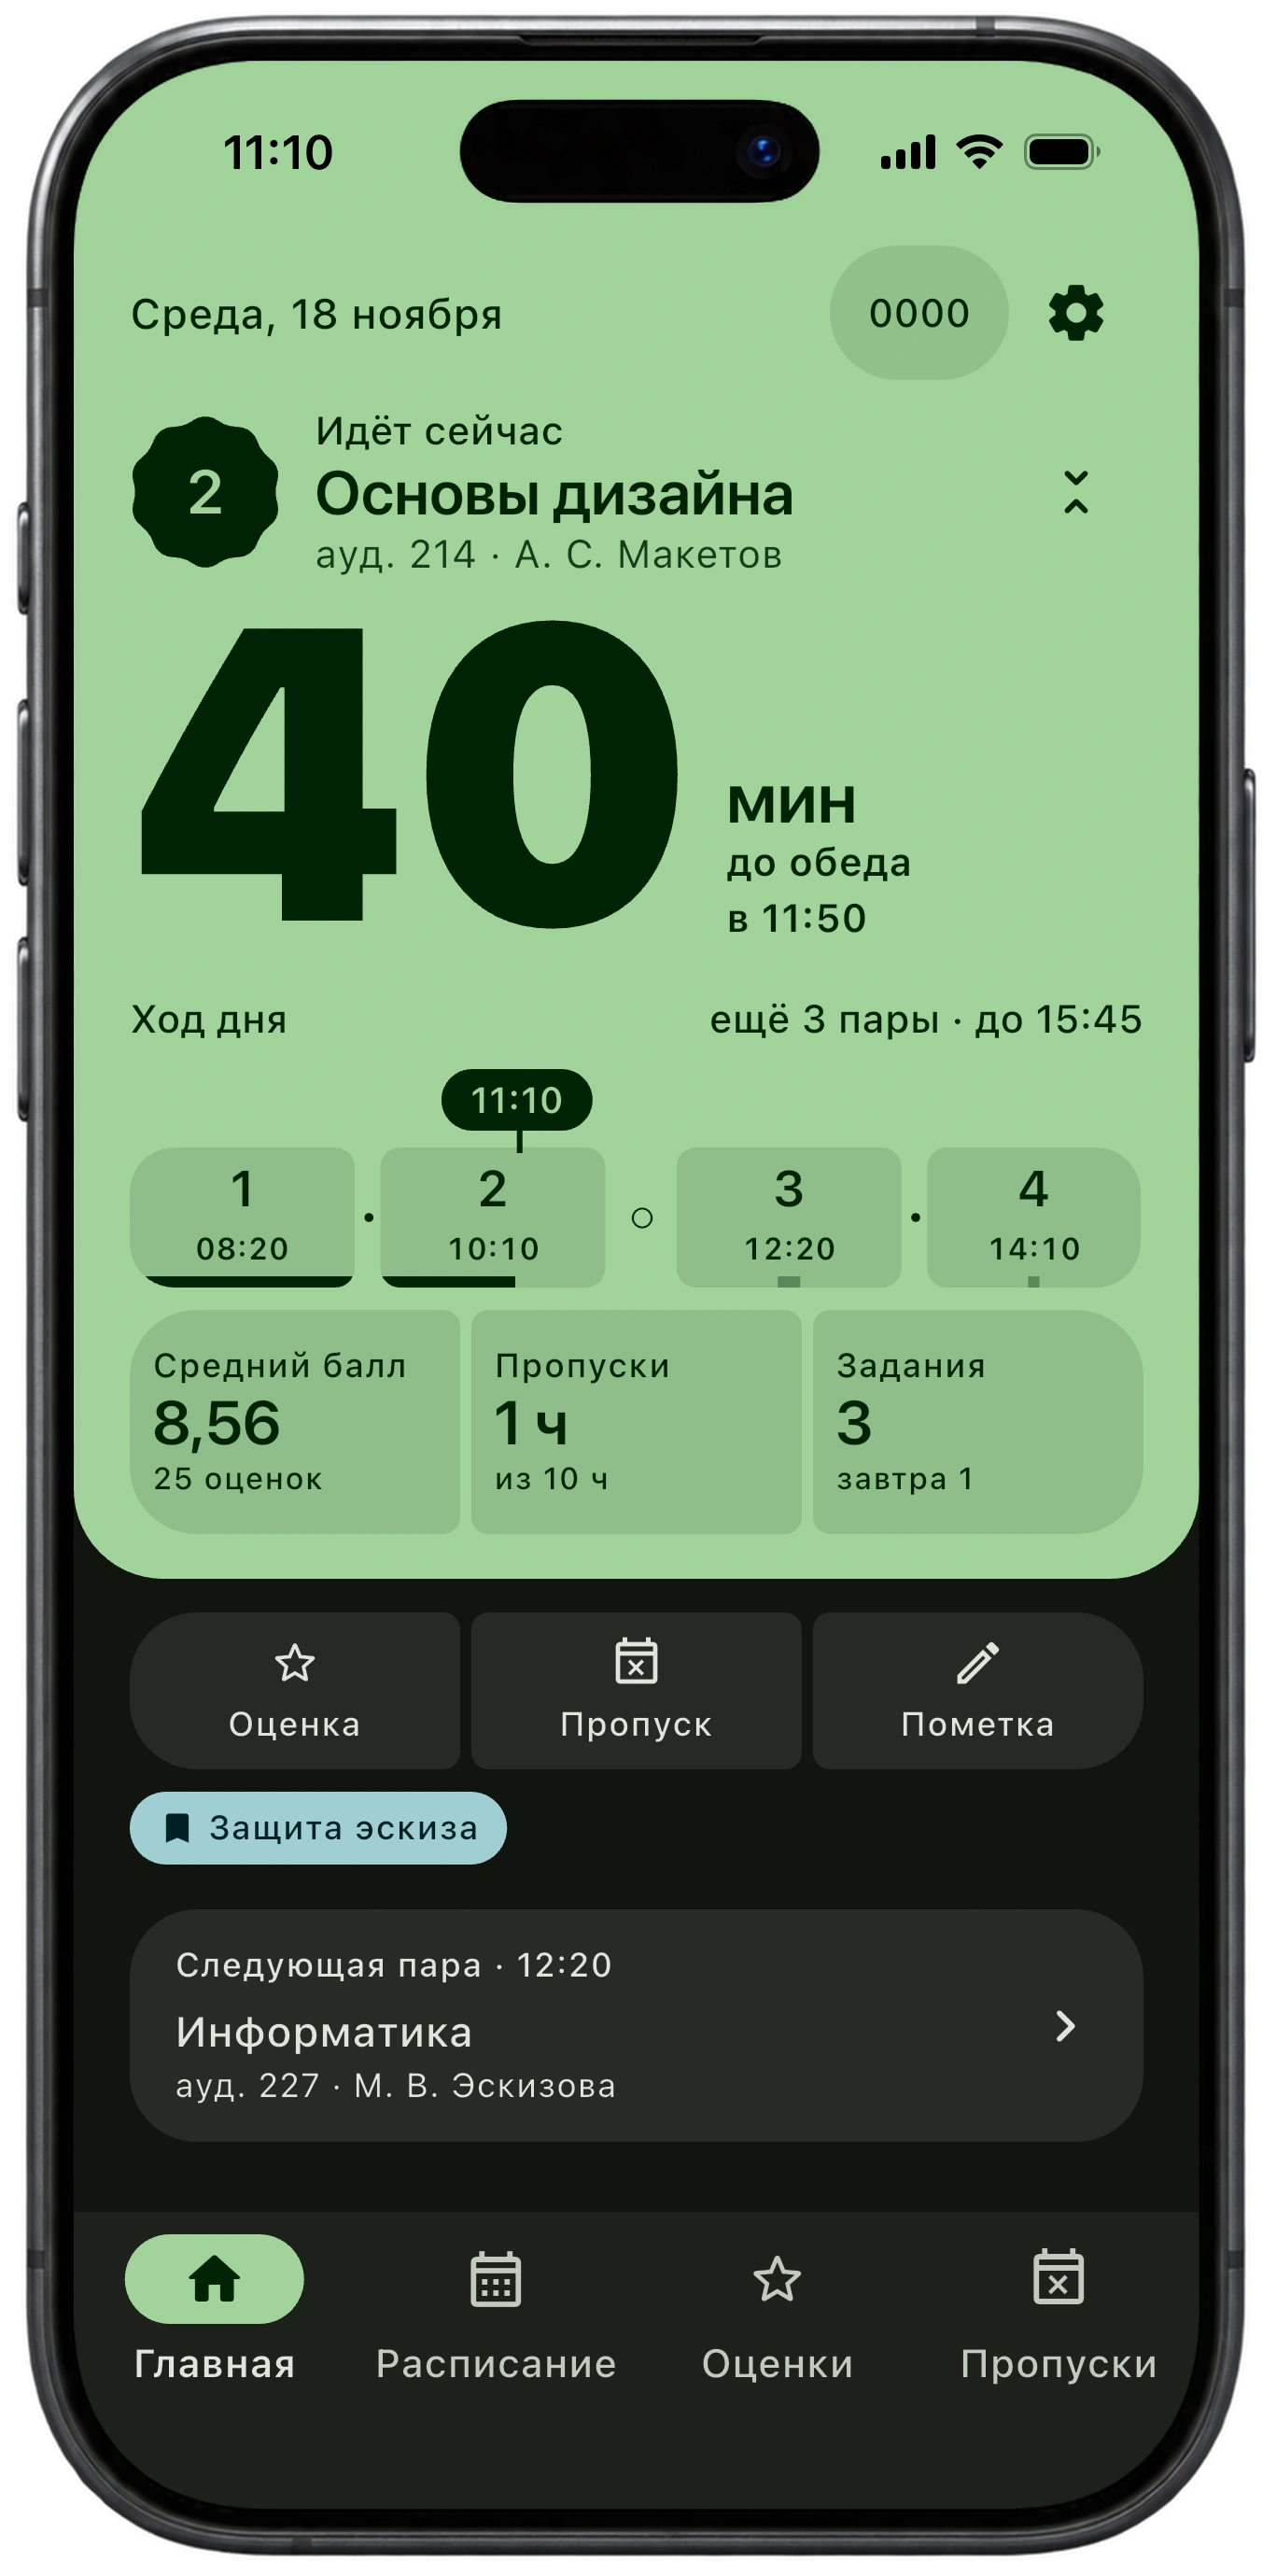 11:10
Среда, 18 ноября
0000
2
Идёт сейчас
Основы дизайна
ауд. 214 · А. С. Макетов
40
мин
до обеда
в 11:50
Ход дня
ещё 3 пары · до 15:45
11:10
1
08:20
2
10:10
3
12:20
4
14:10
Средний балл
8,56
25 оценок
Пропуски
1 ч
из 10 ч
Задания
3
завтра 1
Оценка
Пропуск
Пометка
Защита эскиза
Следующая пара · 12:20
Информатика
ауд. 227 · М. В. Эскизова
Главная
Расписание
Оценки
Пропуски